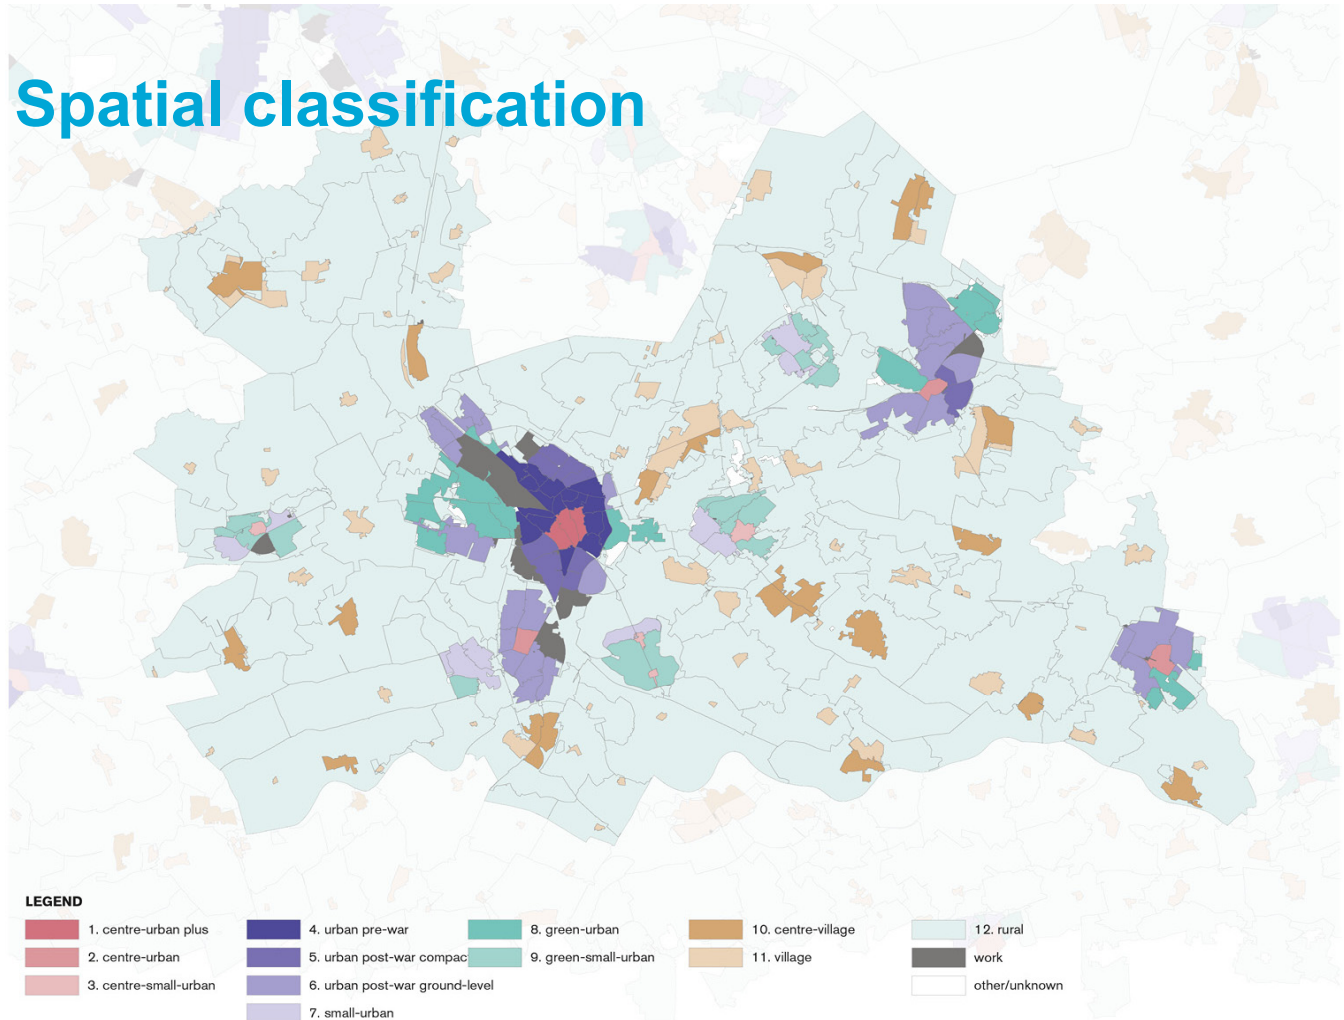 Spatial classification
LEGEND
1. centre-urban plus
2. centre-urban
3. centre-small-urban
4. urban pre-war
5. urban post-war compac
6. urban post-war ground-level
7. small-urban
8. green-urban
9. green-small-urban
10. centre-village
11. village
12. rural
work
other/unknown